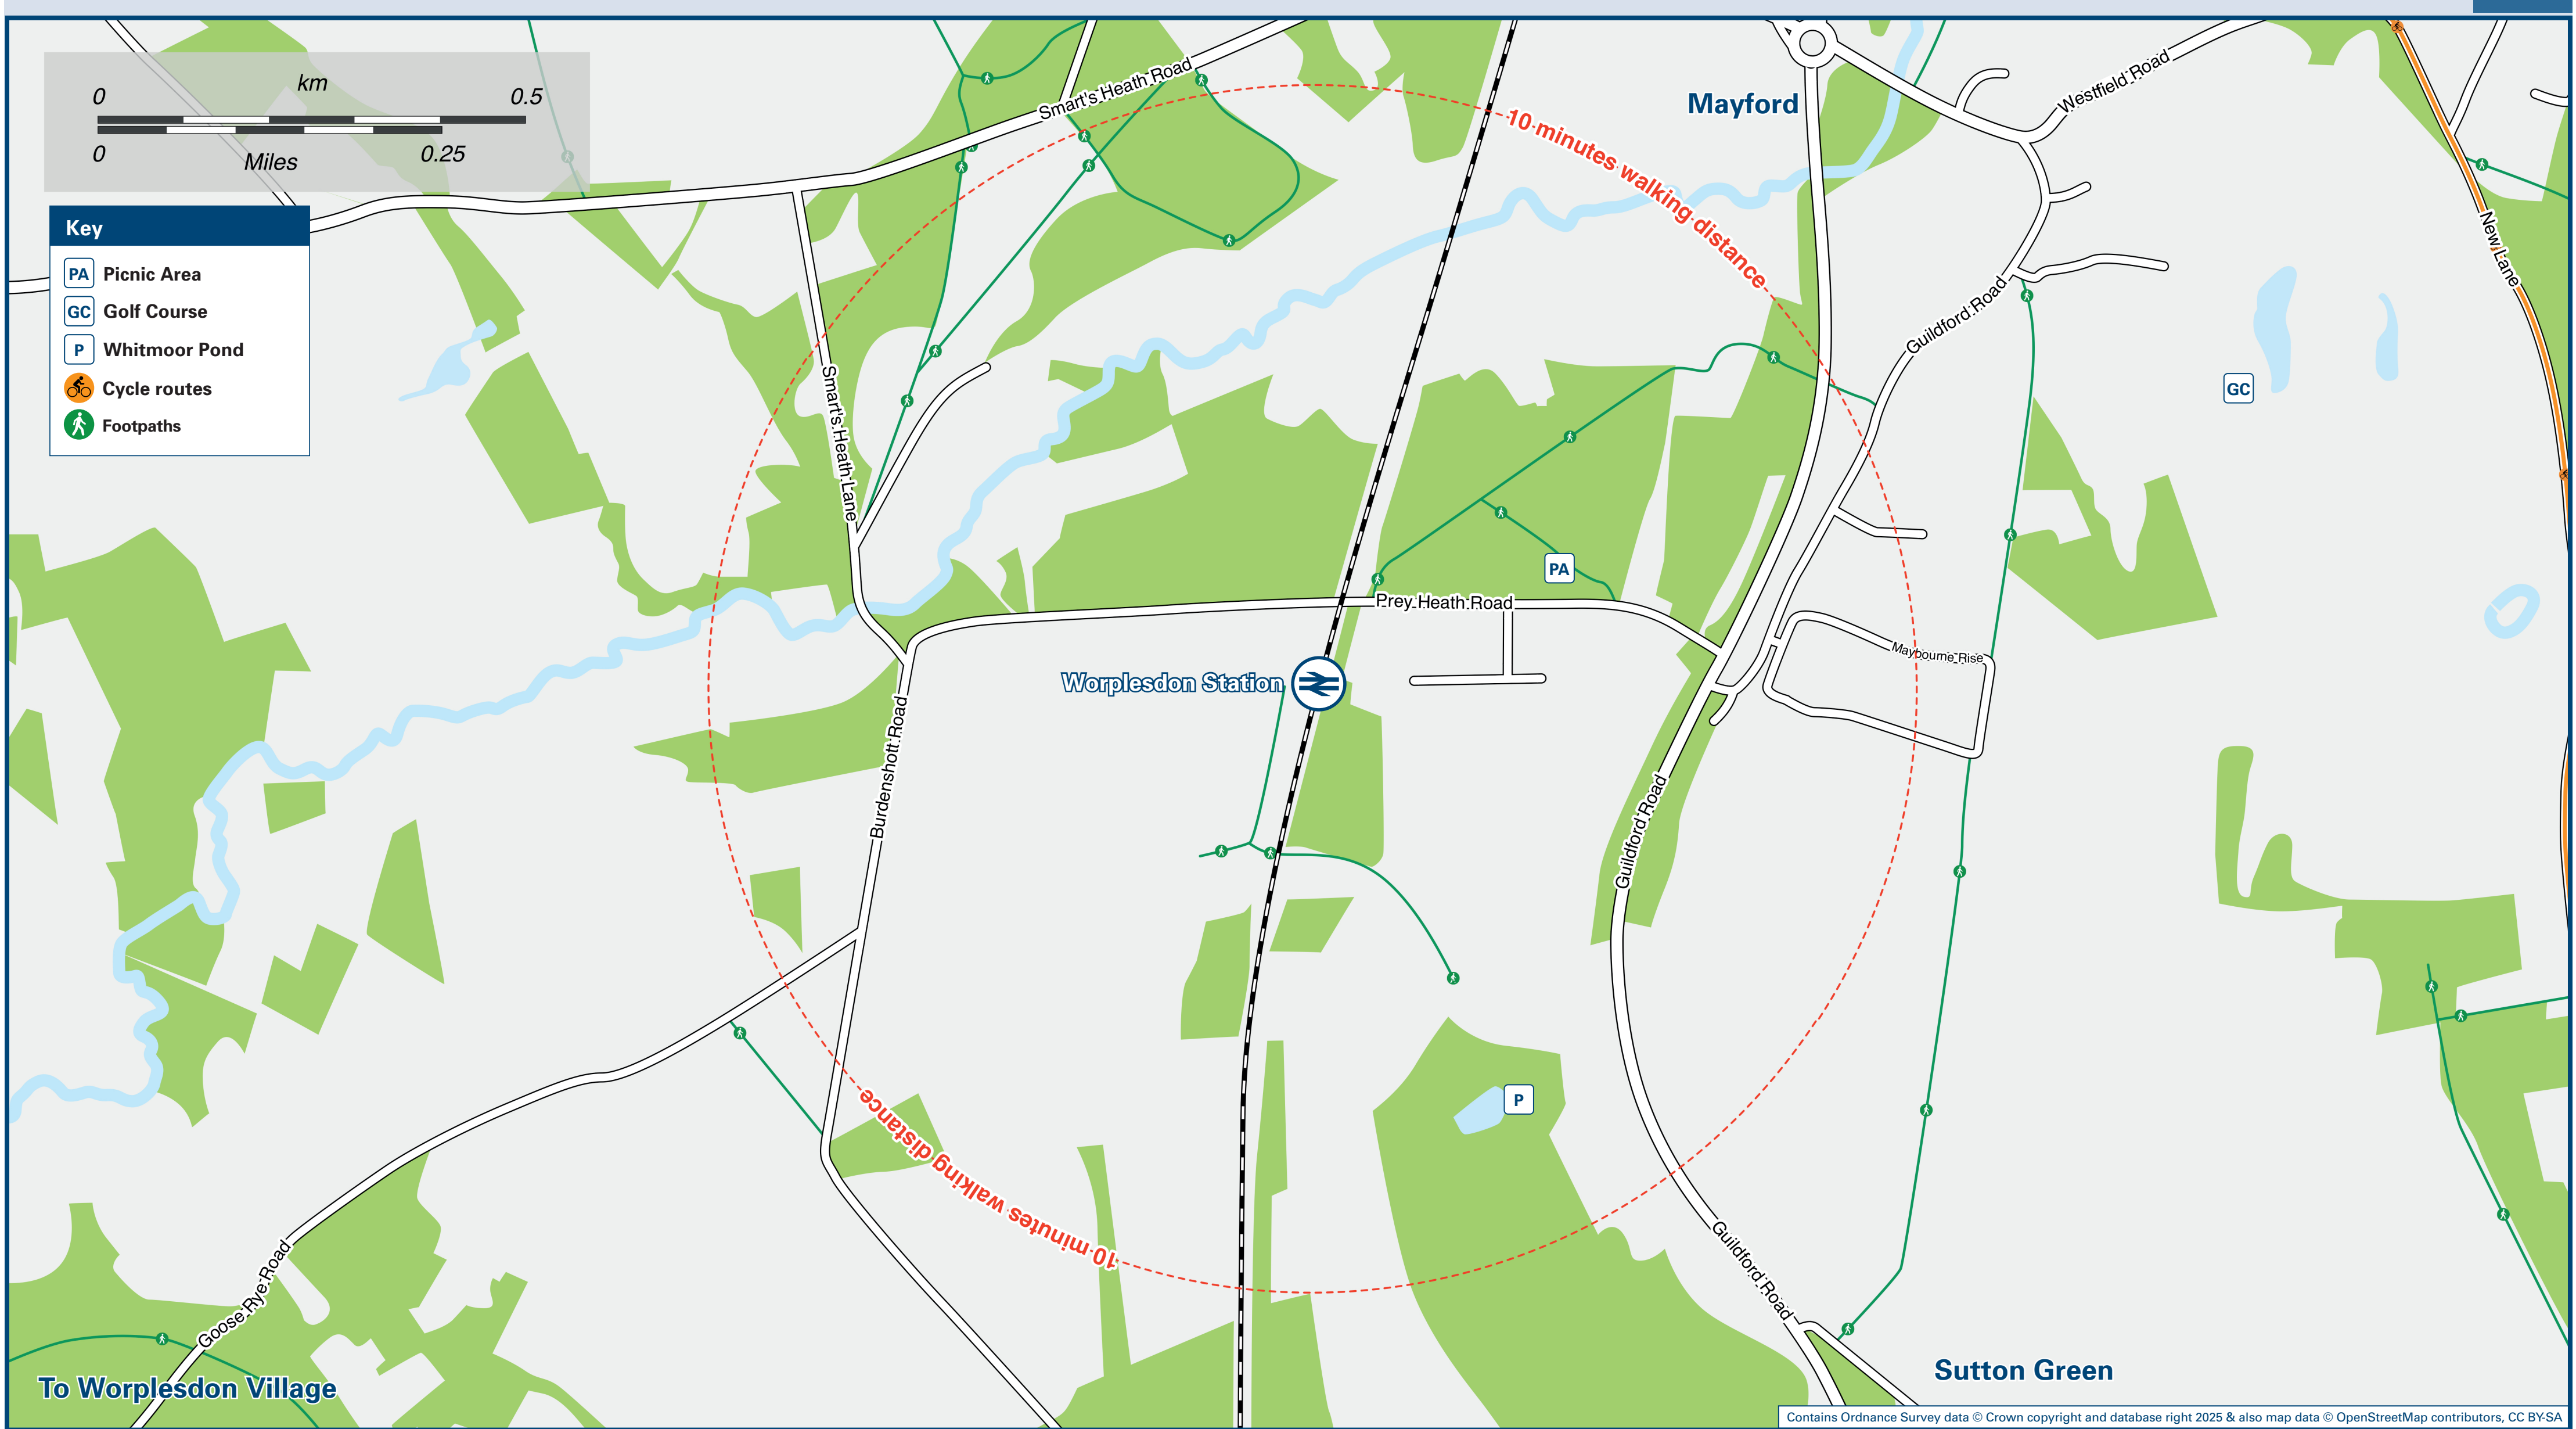 km
0 0.5
0 0.25
Miles
Key
PA Picnic Area
GC Golf Course
P Whitmoor Pond
Cycle routes
Footpaths
Smart's Heath Road
Mayford
Westfield Road
10 minutes walking distance
New Lane
Guildford Road
GC
Smart's Heath Lane
PA
Prey Heath Road
Maybourne Rise
Worplesdon Station
Burdenshott Road
Guildford Road
P
10 minutes walking distance
Guildford Road
Goose Rye Road
To Worplesdon Village
Sutton Green
Contains Ordnance Survey data © Crown copyright and database right 2025 & also map data © OpenStreetMap contributors, CC BY-SA